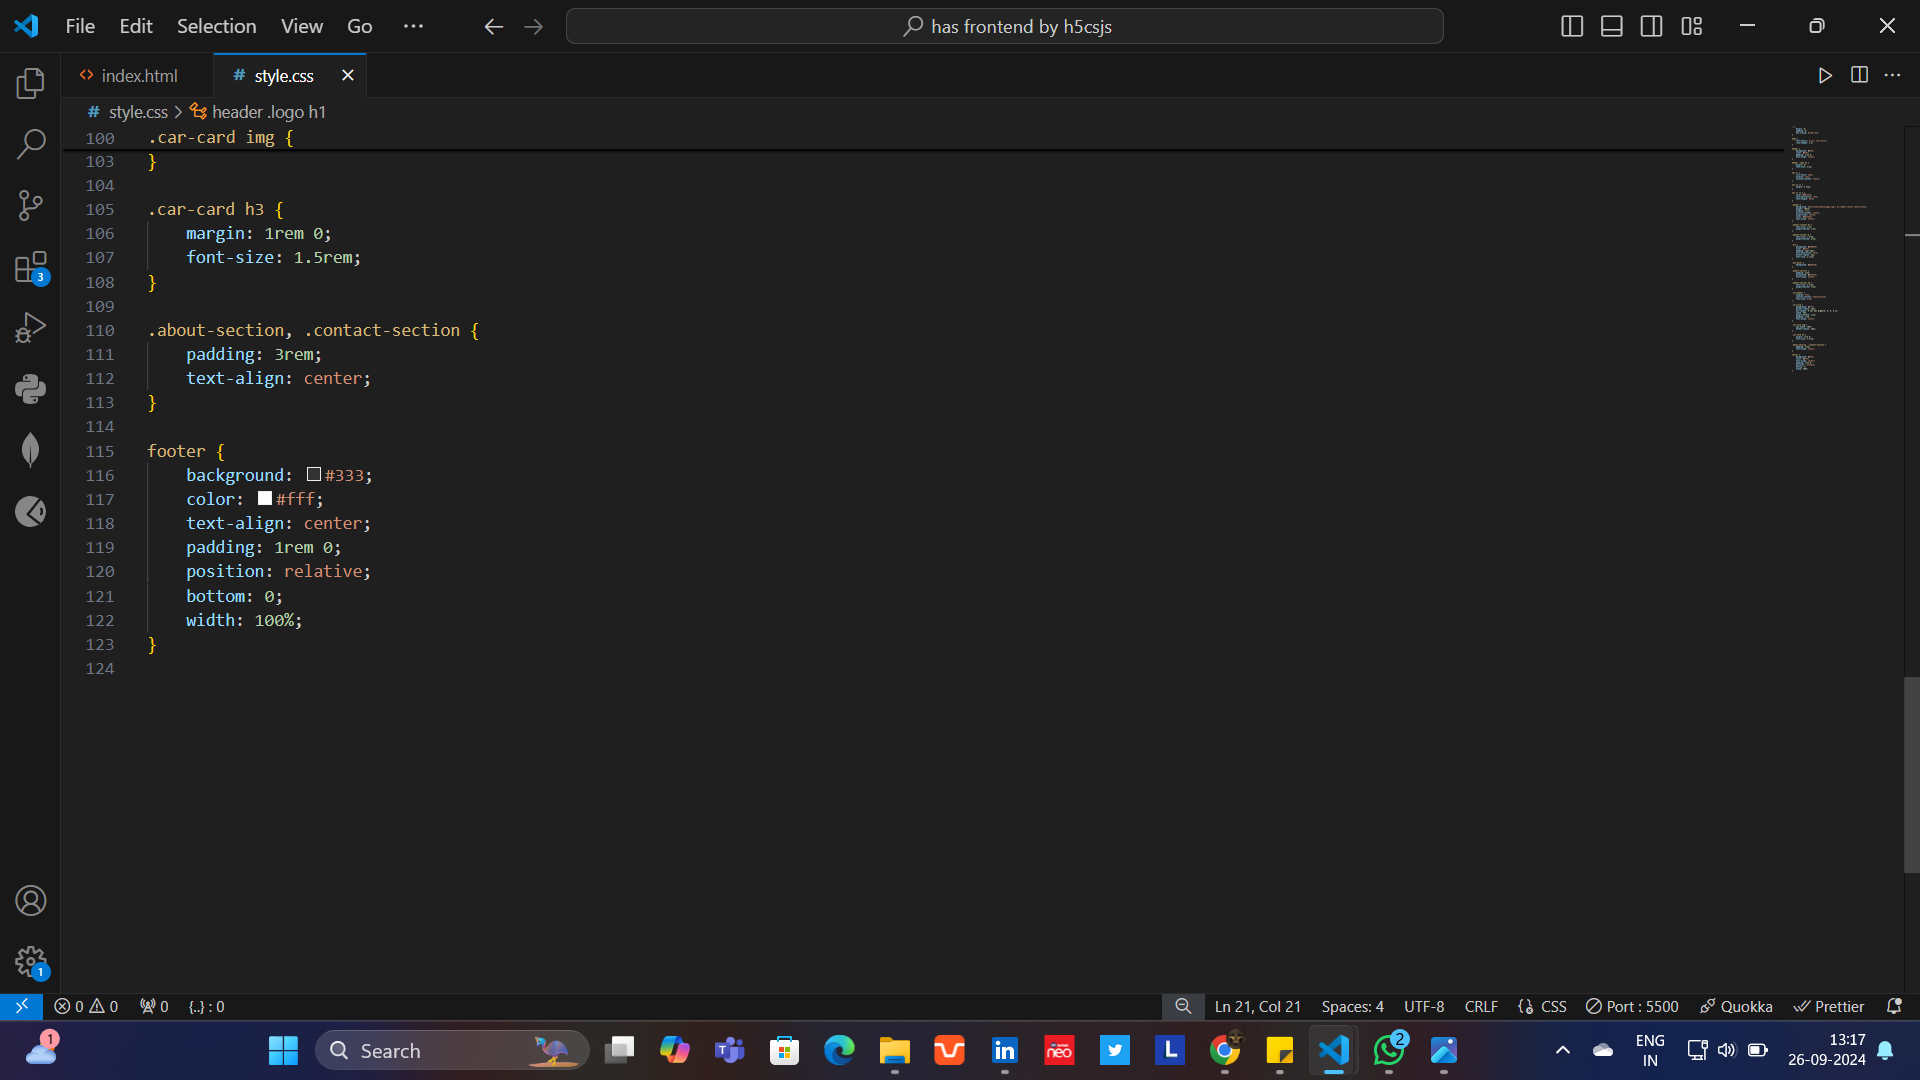 File Edit Selection View Go ···
has frontend by h5csjs
<> index.html
# style.css
# style.css > header .logo h1
100 .car-card img {
103 }
104
105 .car-card h3 {
106 margin: 1rem 0;
107 font-size: 1.5rem;
108 }
109
110 .about-section, .contact-section {
111 padding: 3rem;
112 text-align: center;
113 }
114
115 footer {
116 background: #333;
117 color: #fff;
118 text-align: center;
119 padding: 1rem 0;
120 position: relative;
121 bottom: 0;
122 width: 100%;
123 }
124
3
1
0 0 0 {..} : 0
Ln 21, Col 21 Spaces: 4 UTF-8 CRLF {} CSS Port : 5500 Quokka Prettier
1
Search
T
in
neo
L
2
ENG
IN
13:17
26-09-2024